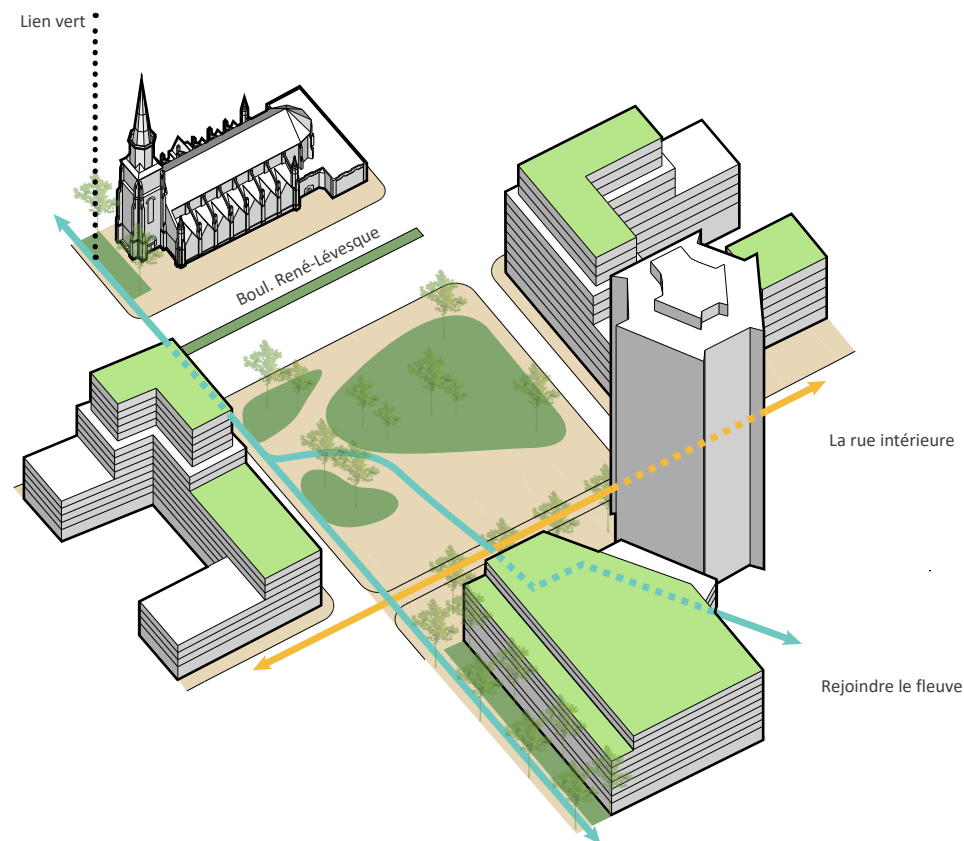 Lien vert
Boul. René-Lévesque
La rue intérieure
Rejoindre le fleuve